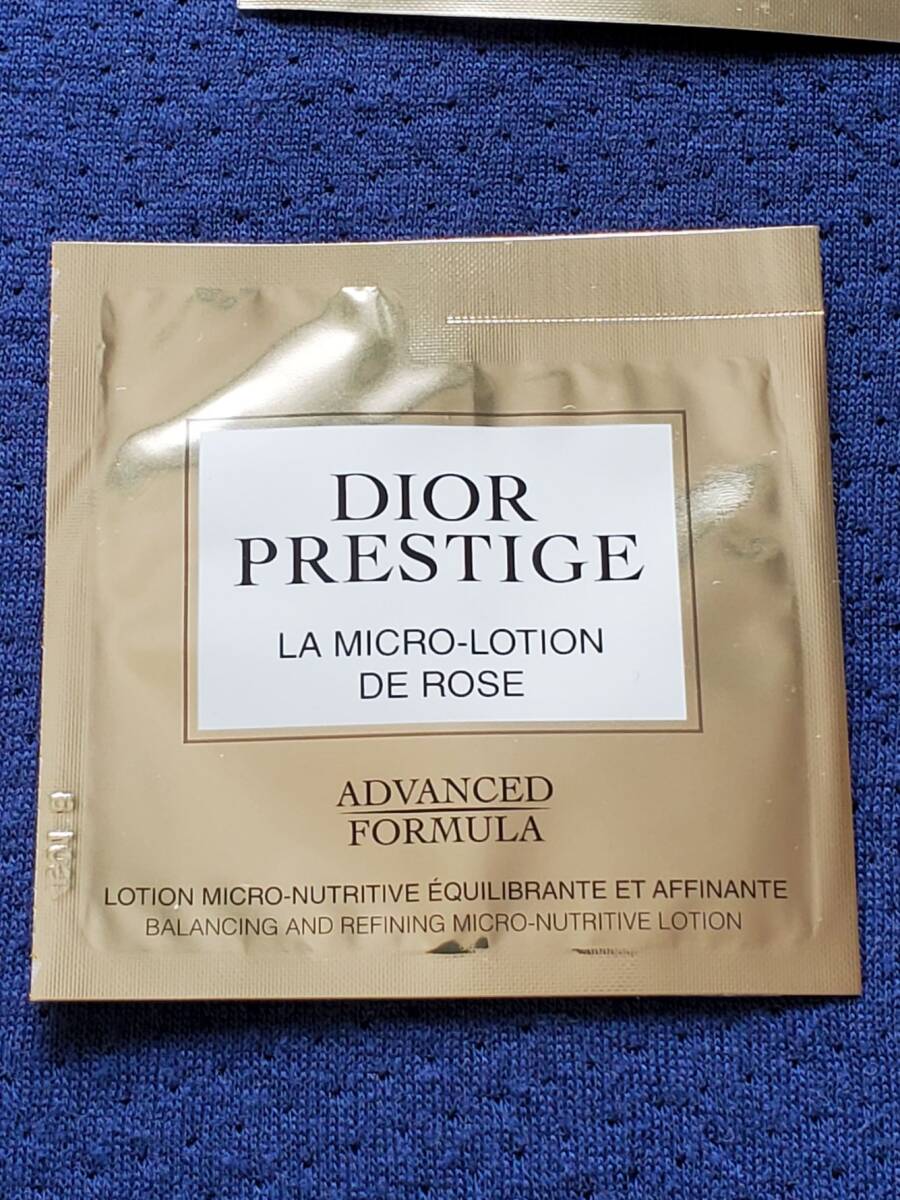 DIOR
PRESTIGE
LA MICRO-LOTION
DE ROSE
ADVANCED
FORMULA
LOTION MICRO-NUTRITIVE ÉQUILIBRANTE ET AFFINANTE
BALANCING AND REFINING MICRO-NUTRITIVE LOTION